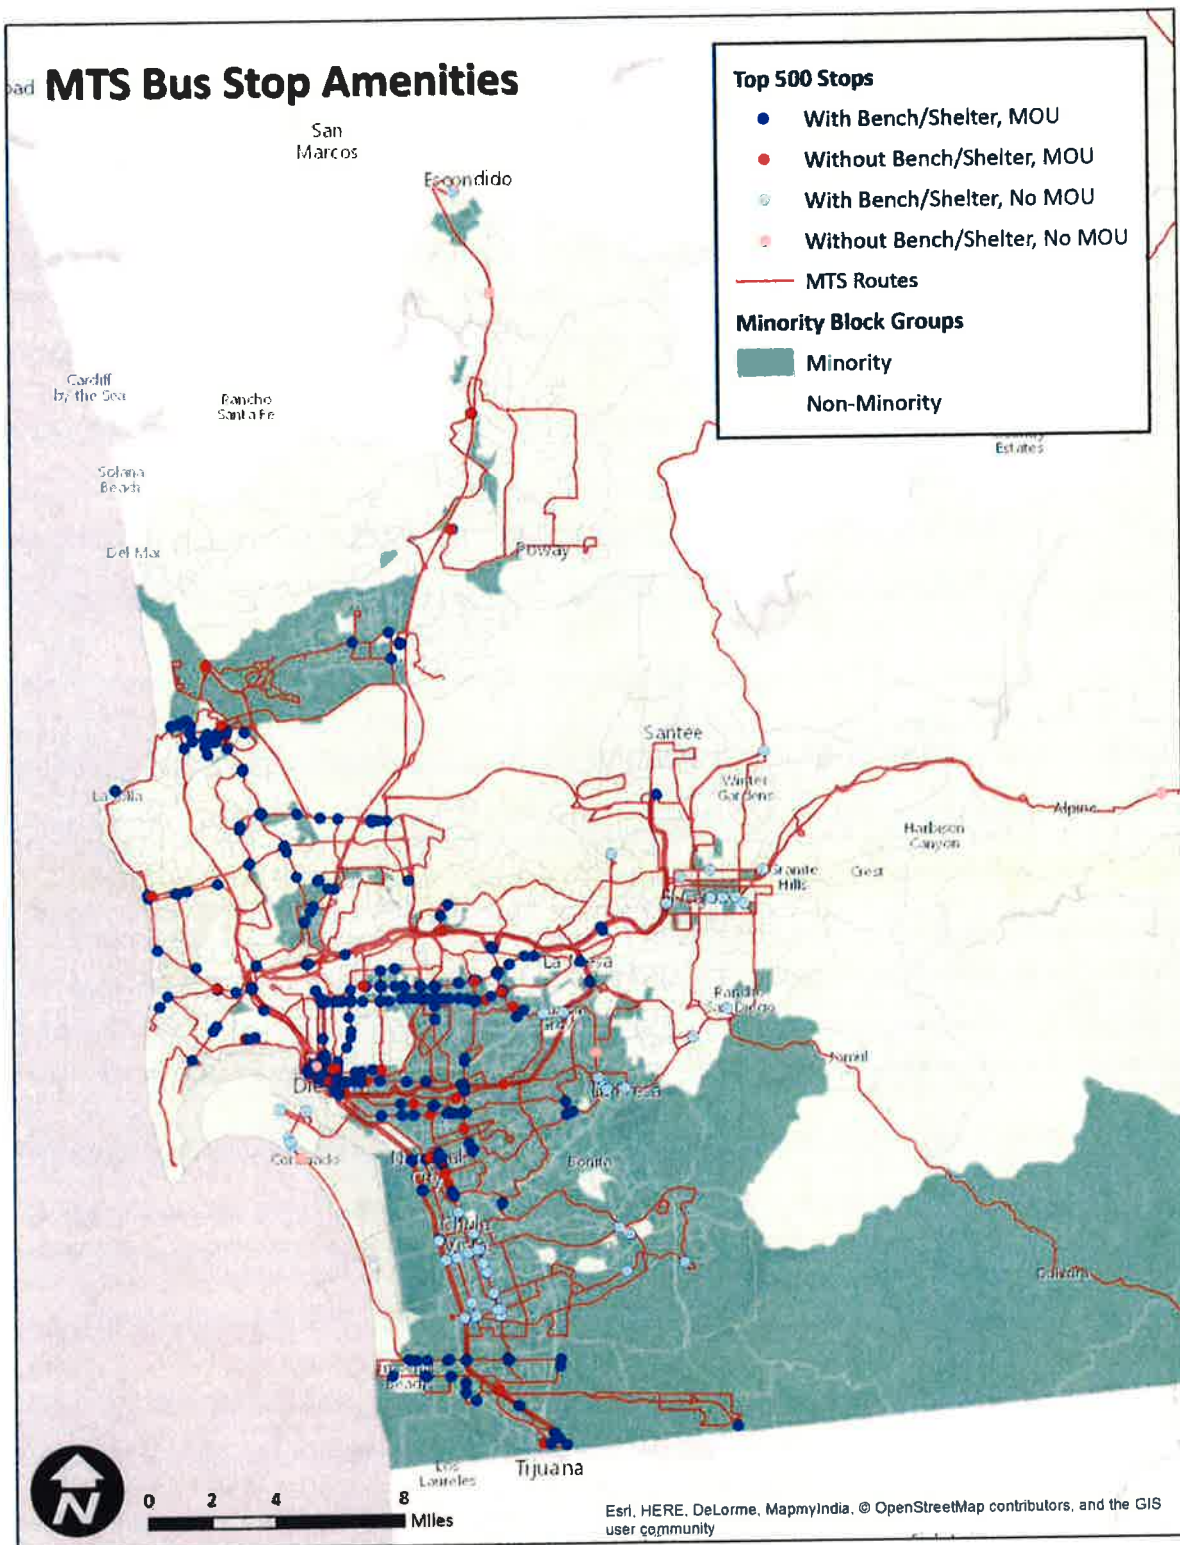 MTS Bus Stop Amenities
Top 500 Stops
With Bench/Shelter, MOU
Without Bench/Shelter, MOU
With Bench/Shelter, No MOU
Without Bench/Shelter, No MOU
MTS Routes
Minority Block Groups
Minority
Non-Minority
San
Marcos
Escondido
Cardiff
by the Sea
Rancho
Santa Fe
Estates
Solana
Beach
Del Mar
Poway
Santee
Winter
Gardens
La Jolla
Alpine
Harbison
Canyon
Granite
Hills
Crest
La Mesa
Rancho
San Diego
Jamul
Coronado
Bonita
Chula
Vista
Dulzura
Beach
Los
Laureles
Tijuana
N
0 2 4 8
Miles
Esri, HERE, DeLorme, MapmyIndia, © OpenStreetMap contributors, and the GIS
user community